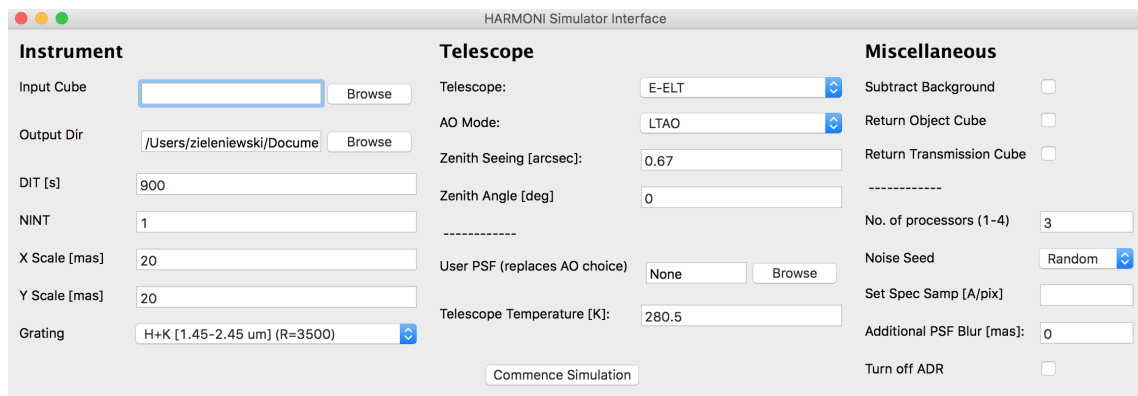 HARMONI Simulator Interface
Instrument
Input Cube
Browse
Output Dir
/Users/zieleniewski/Docume
Browse
DIT [s]
900
NINT
1
X Scale [mas]
20
Y Scale [mas]
20
Grating
H+K [1.45-2.45 um] (R=3500)
Telescope
Telescope:
E-ELT
AO Mode:
LTAO
Zenith Seeing [arcsec]:
0.67
Zenith Angle [deg]
0
------------
User PSF (replaces AO choice)
None
Browse
Telescope Temperature [K]:
280.5
Commence Simulation
Miscellaneous
Subtract Background
Return Object Cube
Return Transmission Cube
------------
No. of processors (1-4)
3
Noise Seed
Random
Set Spec Samp [A/pix]
Additional PSF Blur [mas]:
0
Turn off ADR